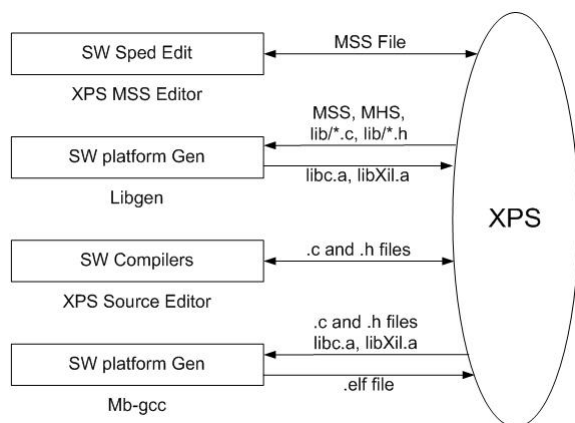 SW Sped Edit
MSS File
XPS MSS Editor
MSS, MHS,
lib/*.c, lib/*.h
SW platform Gen
libc.a, libXil.a
Libgen
XPS
SW Compilers
.c and .h files
XPS Source Editor
.c and .h files
libc.a, libXil.a
SW platform Gen
.elf file
Mb-gcc